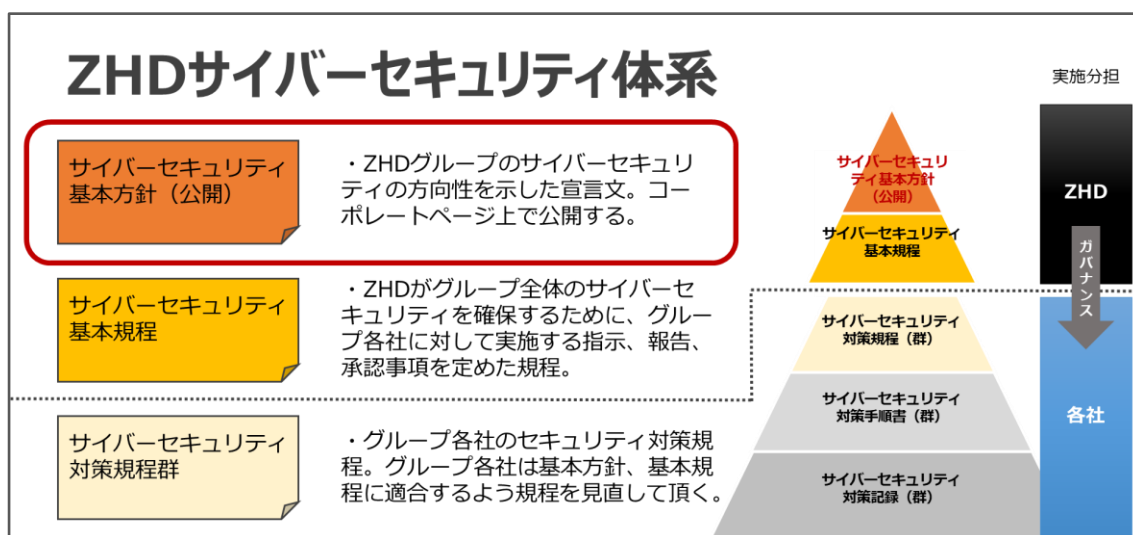 ZHDサイバーセキュリティ体系
実施分担
サイバーセキュリティ
基本方針（公開）
・ZHDグループのサイバーセキュリ
ティの方向性を示した宣言文。コー
ポレートページ上で公開する。
サイバーセキュリティ
基本規程
・ZHDがグループ全体のサイバーセ
キュリティを確保するために、グルー
プ各社に対して実施する指示、報告、
承認事項を定めた規程。
サイバーセキュリティ
対策規程群
・グループ各社のセキュリティ対策規
程。グループ各社は基本方針、基本規
程に適合するよう規程を見直して頂く。
サイバーセキュリ
ティ基本方針
（公開）
サイバーセキュリティ
基本規程
サイバーセキュリティ
対策規程（群）
サイバーセキュリティ
対策手順書（群）
サイバーセキュリティ
対策記録（群）
ZHD
ガバナンス
各社